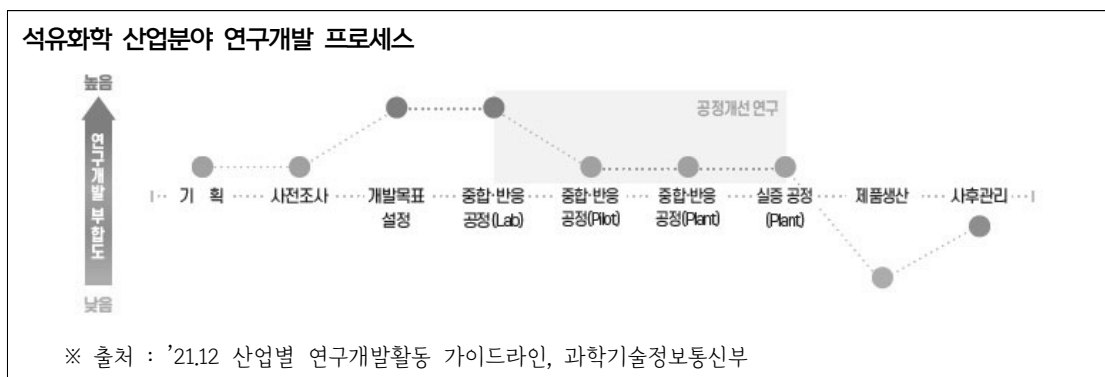 석유화학 산업분야 연구개발 프로세스
높음
연구개발 부합도
낮음
공정개선 연구
기 획
사전조사
개발목표
설정
중합·반응
공정(Lab)
중합·반응
공정(Pilot)
중합·반응
공정(Plant)
실증 공정
(Plant)
제품생산
사후관리
※ 출처 : ’21.12 산업별 연구개발활동 가이드라인, 과학기술정보통신부